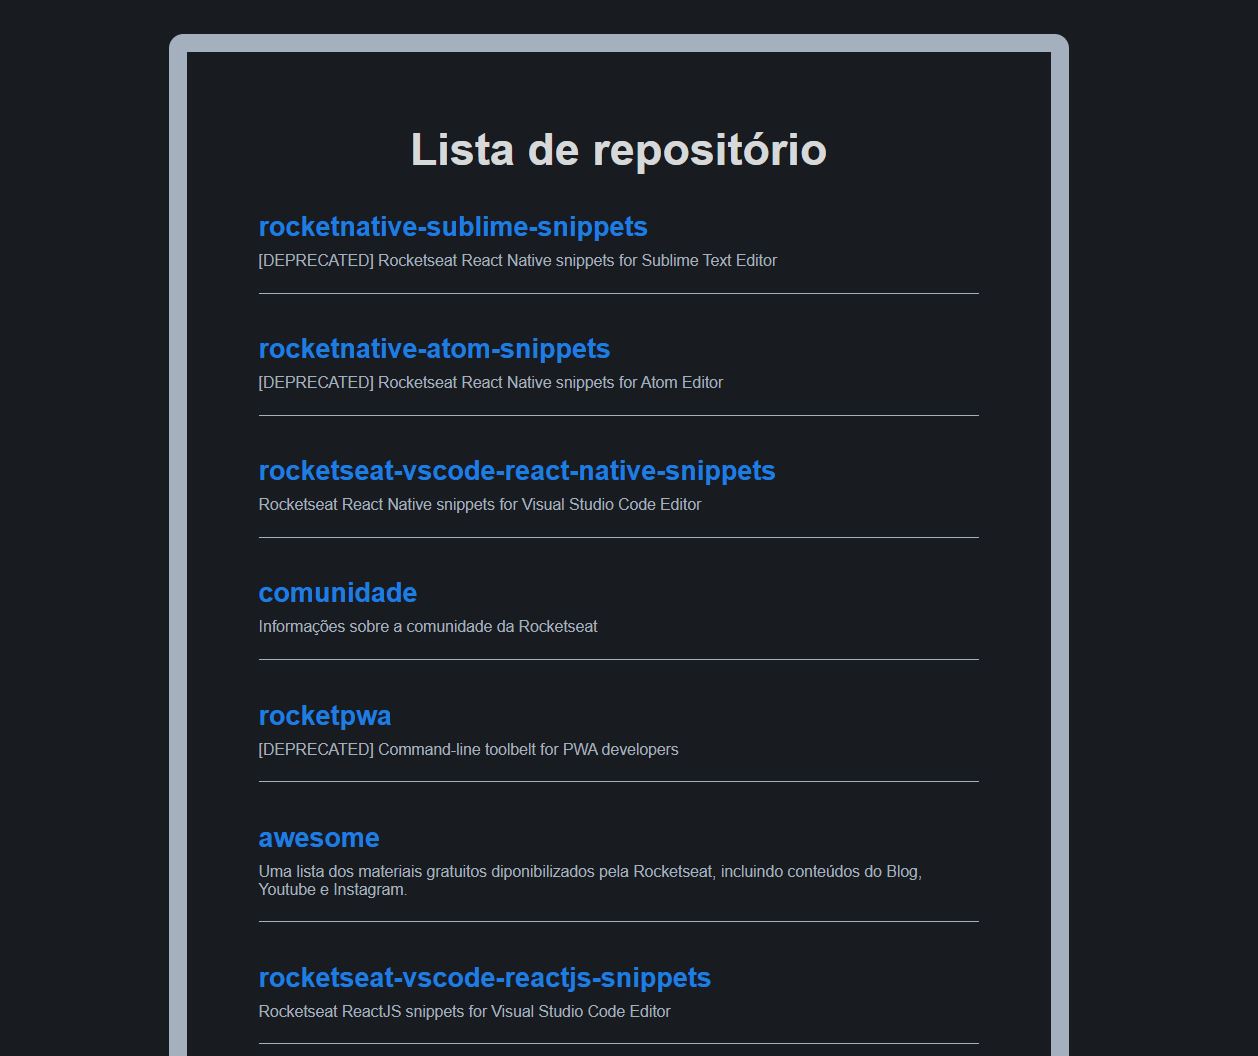 Lista de repositório
rocketnative-sublime-snippets
[DEPRECATED] Rocketseat React Native snippets for Sublime Text Editor
rocketnative-atom-snippets
[DEPRECATED] Rocketseat React Native snippets for Atom Editor
rocketseat-vscode-react-native-snippets
Rocketseat React Native snippets for Visual Studio Code Editor
comunidade
Informações sobre a comunidade da Rocketseat
rocketpwa
[DEPRECATED] Command-line toolbelt for PWA developers
awesome
Uma lista dos materiais gratuitos diponibilizados pela Rocketseat, incluindo conteúdos do Blog,
Youtube e Instagram.
rocketseat-vscode-reactjs-snippets
Rocketseat ReactJS snippets for Visual Studio Code Editor